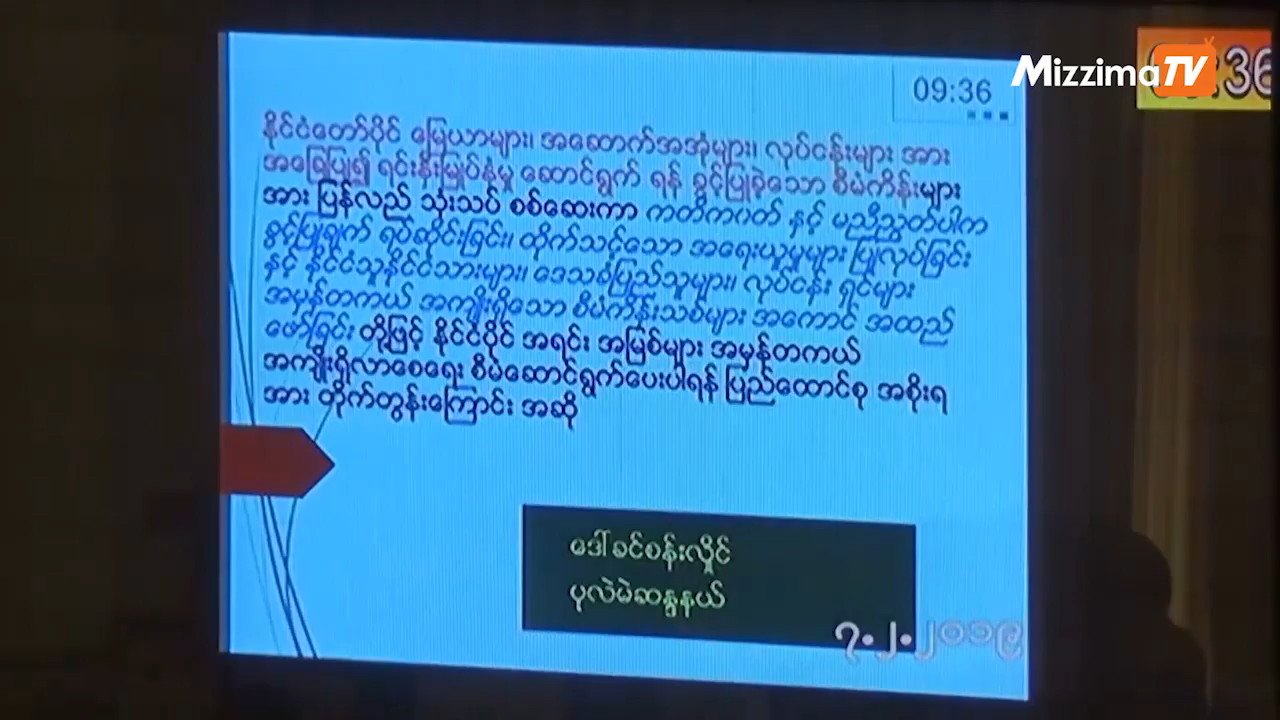 MizzimaTV
09:36
နိုင်ငံတော်ပိုင် မြေယာများ၊ အဆောက်အအုံများ၊ လုပ်ငန်းများ အား
အခြေပြု၍ ရင်းနှီးမြှုပ်နှံမှု ဆောင်ရွက် ရန် ခွင့်ပြုခဲ့သော စီမံကိန်းများ
အား ပြန်လည် သုံးသပ် စစ်ဆေးကာ ကတိကဝတ် နှင့် မညီညွတ်ပါက
ခွင့်ပြုချက် ရပ်ဆိုင်းခြင်း၊ ထိုက်သင့်သော အရေးယူမှုများ ပြုလုပ်ခြင်း
နှင့် နိုင်ငံသူနိုင်ငံသားများ၊ ဒေသခံပြည်သူများ၊ လုပ်ငန်း ရှင်များ
အမှန်တကယ် အကျိုးရှိသော စီမံကိန်းသစ်များ အကောင် အထည်
ဖော်ခြင်း တို့ဖြင့် နိုင်ငံပိုင် အရင်း အမြစ်များ အမှန်တကယ်
အကျိုးရှိလာစေရေး စီမံဆောင်ရွက်ပေးပါရန် ပြည်ထောင်စု အစိုးရ
အား တိုက်တွန်းကြောင်း အဆို
ဒေါ်ခင်စန်းလှိုင်
ပုလဲမဲဆန္ဒနယ်
၇.၂.၂၀၁၉